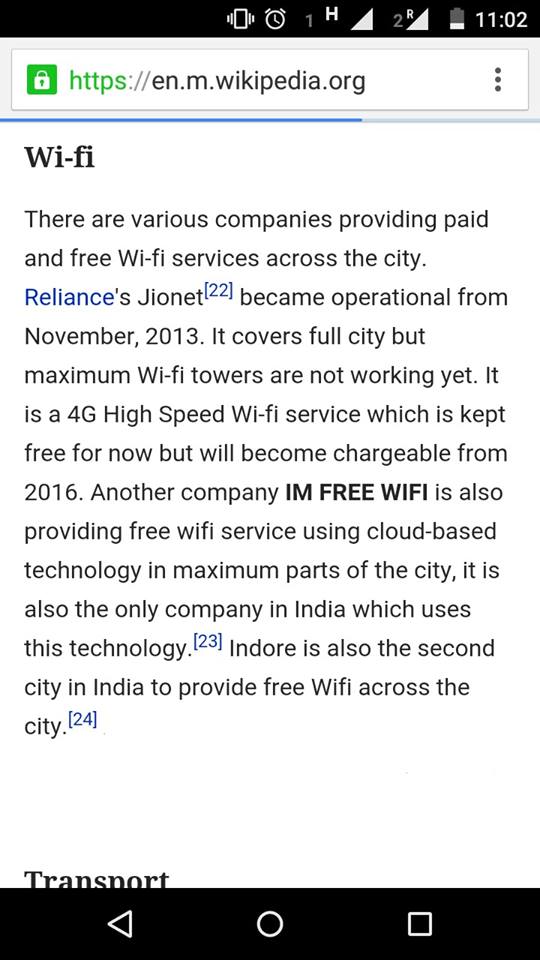 1 H 2 R 11:02
https://en.m.wikipedia.org
Wi-fi
There are various companies providing paid
and free Wi-fi services across the city.
Reliance's Jionet[22] became operational from
November, 2013. It covers full city but
maximum Wi-fi towers are not working yet. It
is a 4G High Speed Wi-fi service which is kept
free for now but will become chargeable from
2016. Another company IM FREE WIFI is also
providing free wifi service using cloud-based
technology in maximum parts of the city, it is
also the only company in India which uses
this technology.[23] Indore is also the second
city in India to provide free Wifi across the
city.[24]
Transport